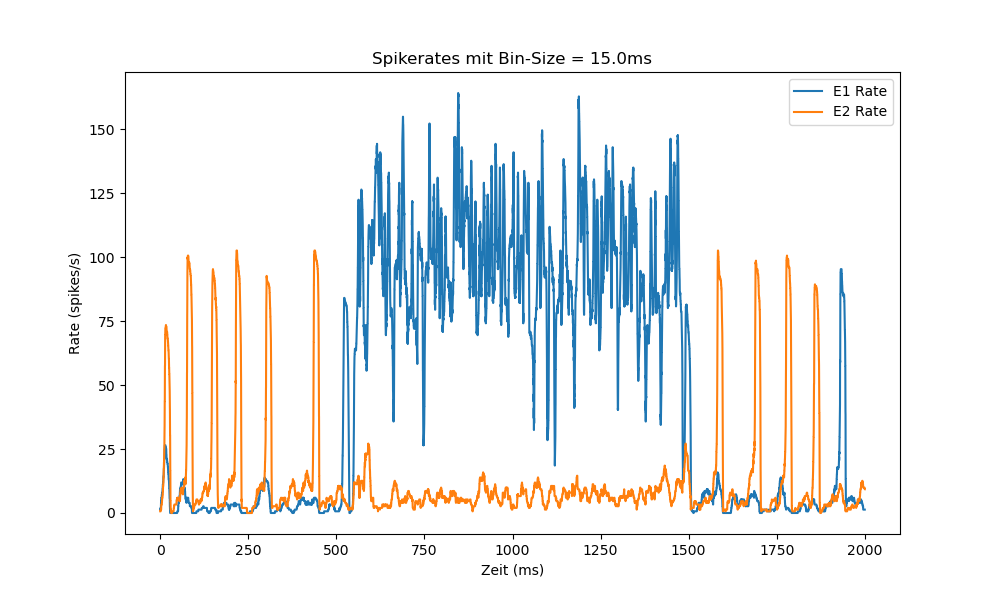 Spikerates mit Bin-Size = 15.0ms
E1 Rate
E2 Rate
150
125
100
75
50
25
0
Rate (spikes/s)
0 250 500 750 1000 1250 1500 1750 2000
Zeit (ms)